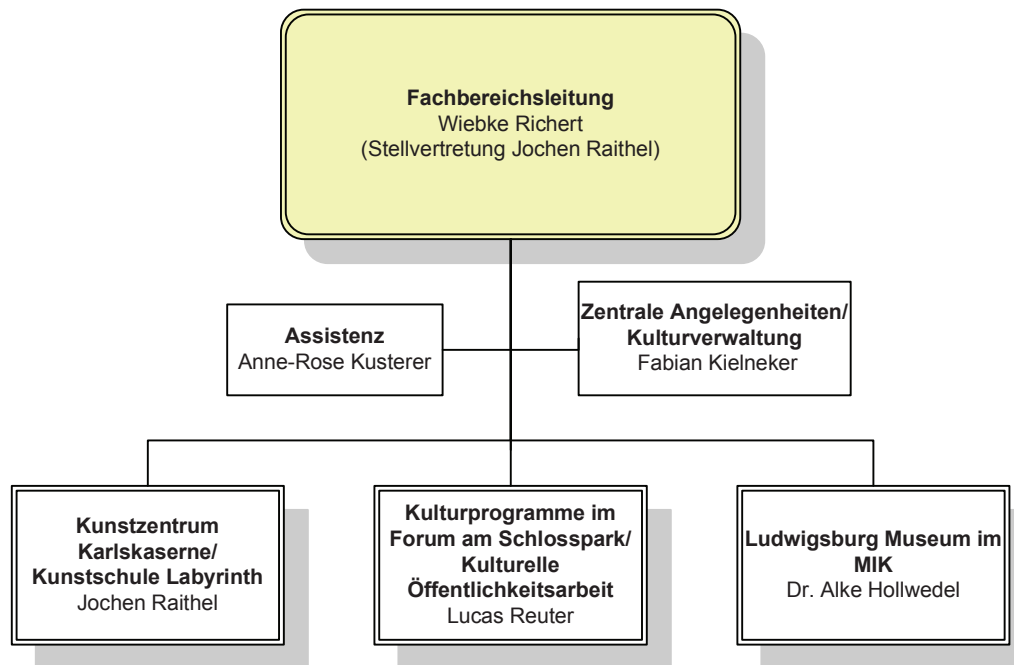 Fachbereichsleitung
Wiebke Richert
(Stellvertretung Jochen Raithel)
Assistenz
Anne-Rose Kusterer
Zentrale Angelegenheiten/
Kulturverwaltung
Fabian Kielneker
Kunstzentrum
Karlskaserne/
Kunstschule Labyrinth
Jochen Raithel
Kulturprogramme im
Forum am Schlosspark/
Kulturelle
Öffentlichkeitsarbeit
Lucas Reuter
Ludwigsburg Museum im
MIK
Dr. Alke Hollwedel